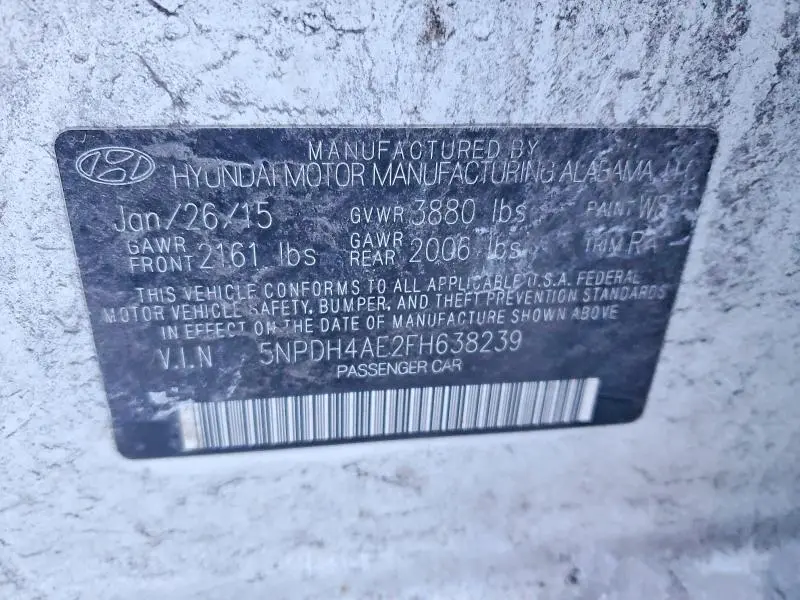 MANUFACTURED BY
HYUNDAI MOTOR MANUFACTURING ALABAMA, LLC
Jan/26/15 GVWR 3880 lbs PAINT
GAWR FRONT 2161 lbs GAWR REAR 2006 lbs TRIM
THIS VEHICLE CONFORMS TO ALL APPLICABLE U.S.A. FEDERAL
MOTOR VEHICLE SAFETY, BUMPER, AND THEFT PREVENTION STANDARDS
IN EFFECT ON THE DATE OF MANUFACTURE SHOWN ABOVE
V.I.N 5NPDH4AE2FH638239
PASSENGER CAR